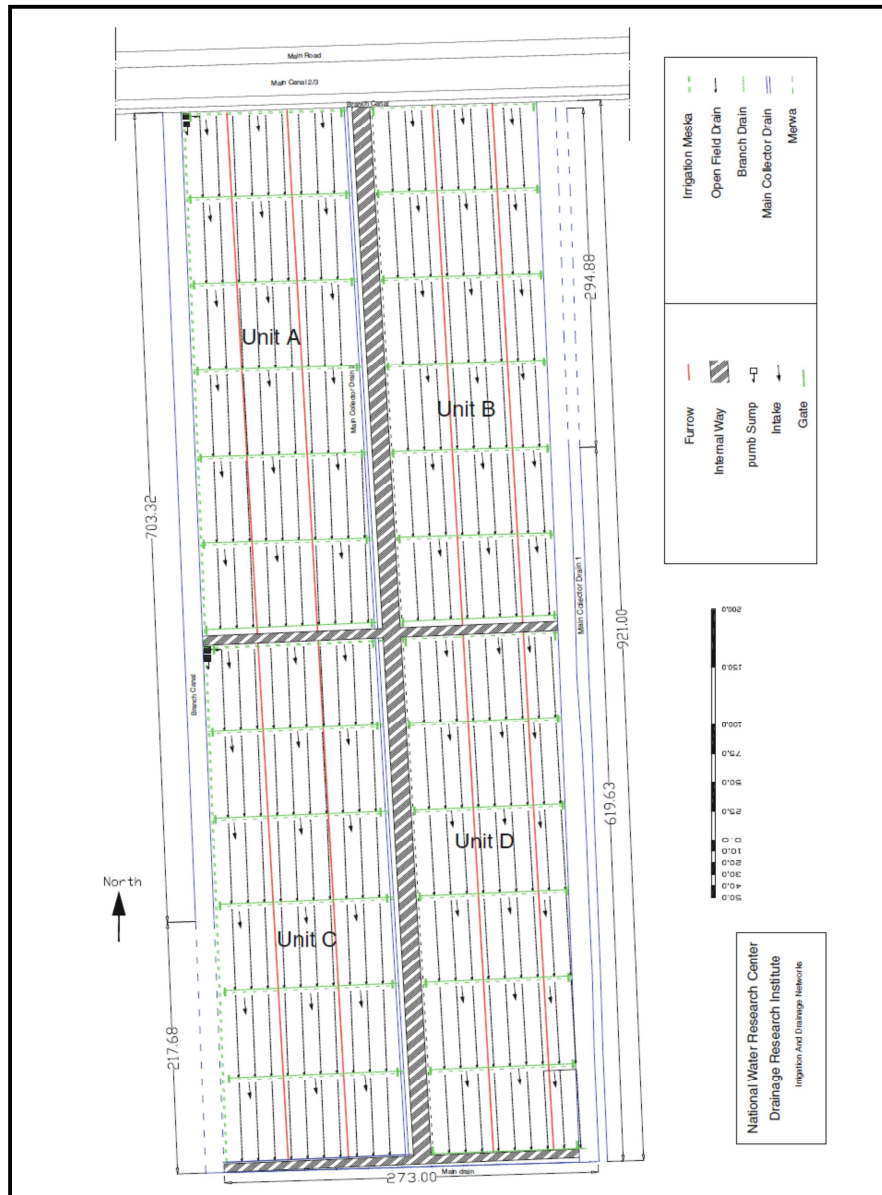 Main Road
Main Canal 2/3
Branch Canal
Unit A
Main Collector Drain 2
Unit B
294.88
703.32
Main Collector Drain 1
921.00
Branch Canal
619.63
Unit D
North
Unit C
217.68
Main drain
273.00
Irrigation Meska
Open Field Drain
Branch Drain
Main Collector Drain
Merwa
Furrow
Internal Way
pumb Sump
Intake
Gate
200.0
150.0
100.0
75.0
50.0
25.0
0.0
10.0
20.0
30.0
40.0
50.0
National Water Research Center
Drainage Research Institute
Irrigation And Drainage Networks